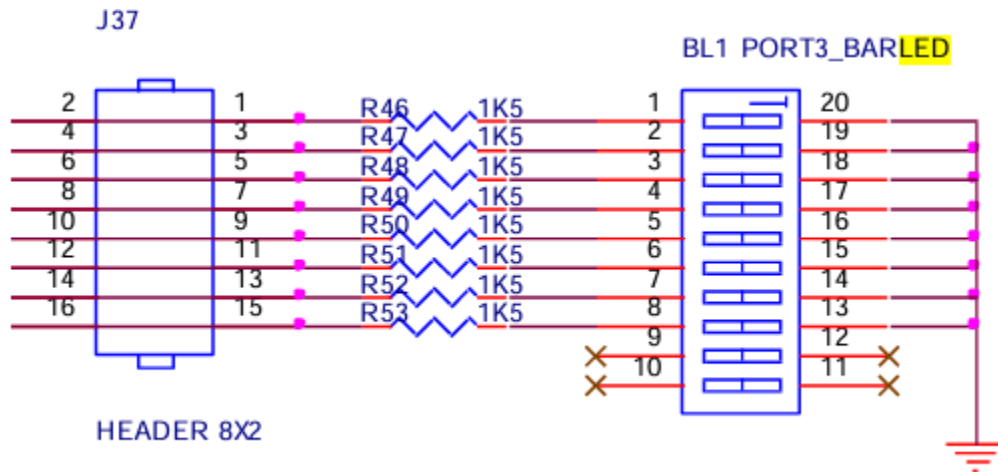 J37
BL1 PORT3_BARLED
2 1 R46 1K5 1 20
4 3 R47 1K5 2 19
6 5 R48 1K5 3 18
8 7 R49 1K5 4 17
10 9 R50 1K5 5 16
12 11 R51 1K5 6 15
14 13 R52 1K5 7 14
16 15 R53 1K5 8 13
9 12
10 11
HEADER 8X2